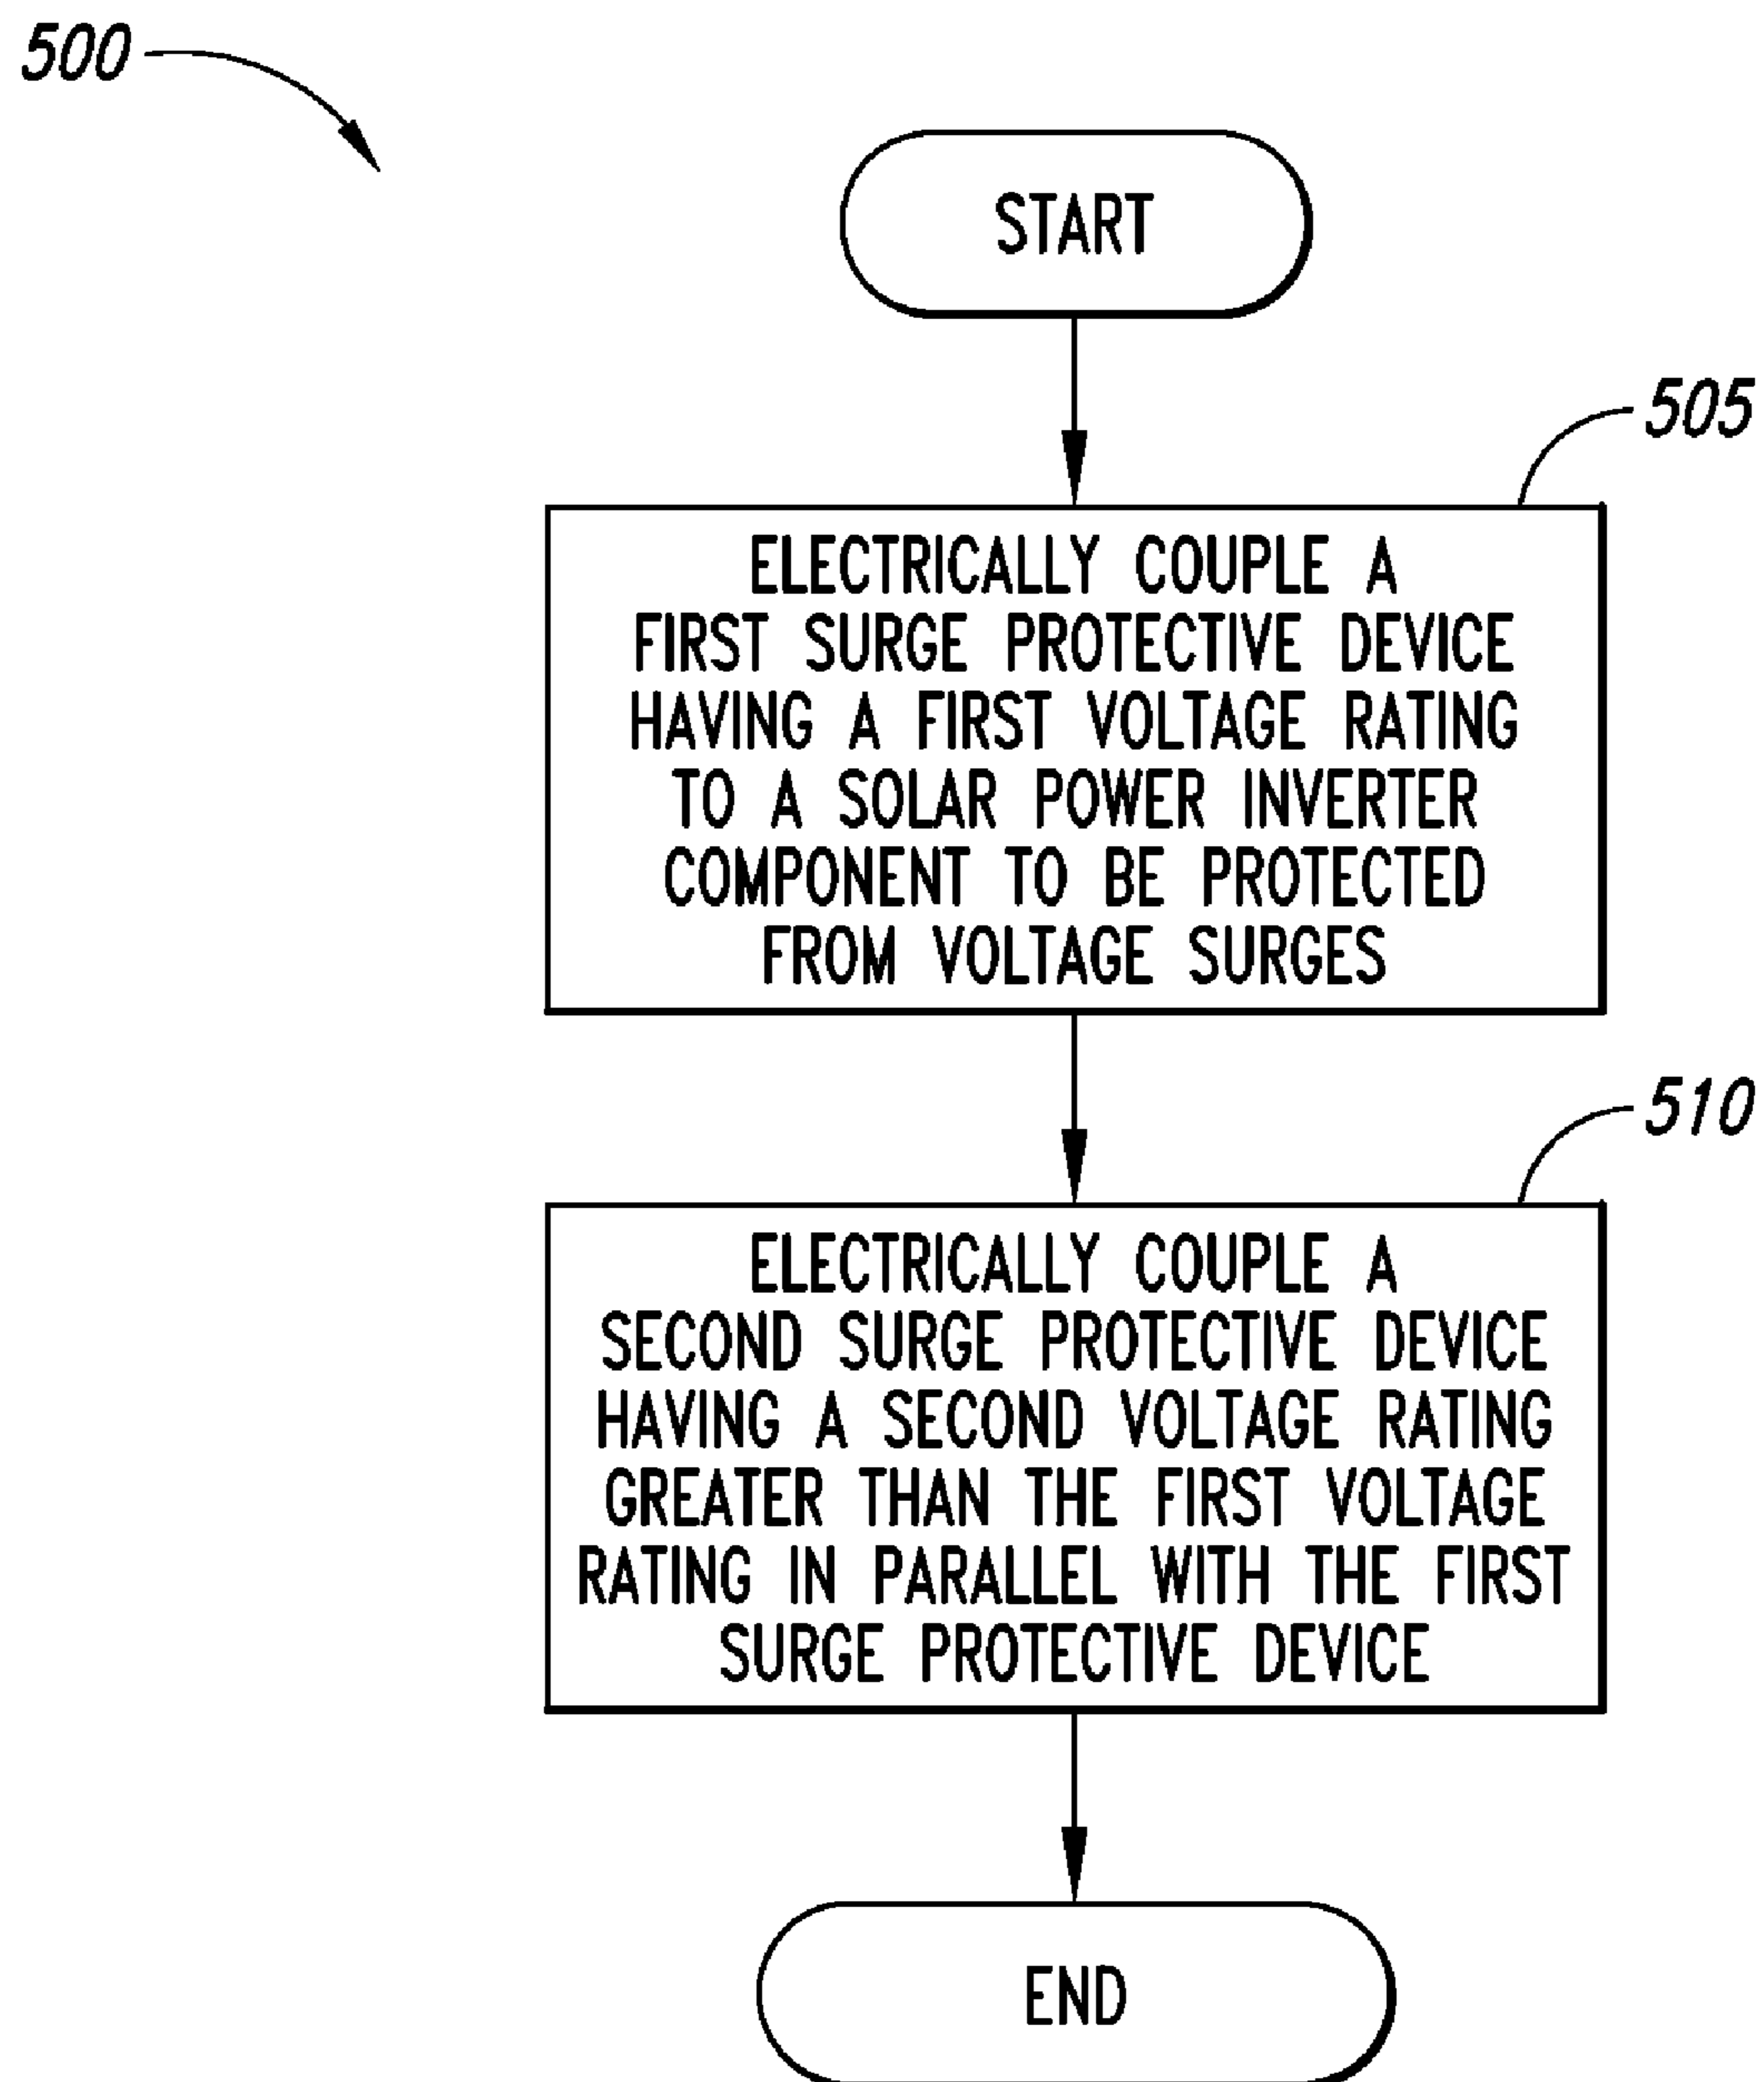 500
START
505
ELECTRICALLY COUPLE A
FIRST SURGE PROTECTIVE DEVICE
HAVING A FIRST VOLTAGE RATING
TO A SOLAR POWER INVERTER
COMPONENT TO BE PROTECTED
FROM VOLTAGE SURGES
510
ELECTRICALLY COUPLE A
SECOND SURGE PROTECTIVE DEVICE
HAVING A SECOND VOLTAGE RATING
GREATER THAN THE FIRST VOLTAGE
RATING IN PARALLEL WITH THE FIRST
SURGE PROTECTIVE DEVICE
END